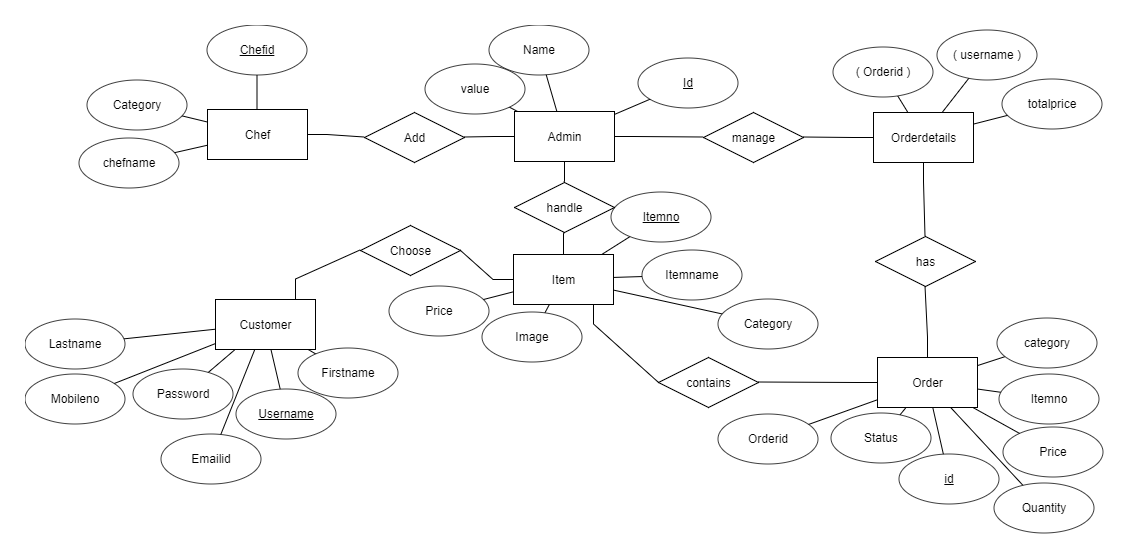 Chefid
Name
Category
value
Id
( Orderid )
( username )
totalprice
Chef
Add
Admin
manage
Orderdetails
chefname
handle
Itemno
Choose
has
Item
Itemname
Price
Image
Category
Customer
Lastname
Firstname
Mobileno
Password
Username
Emailid
contains
Order
category
Itemno
Orderid
Status
Price
id
Quantity